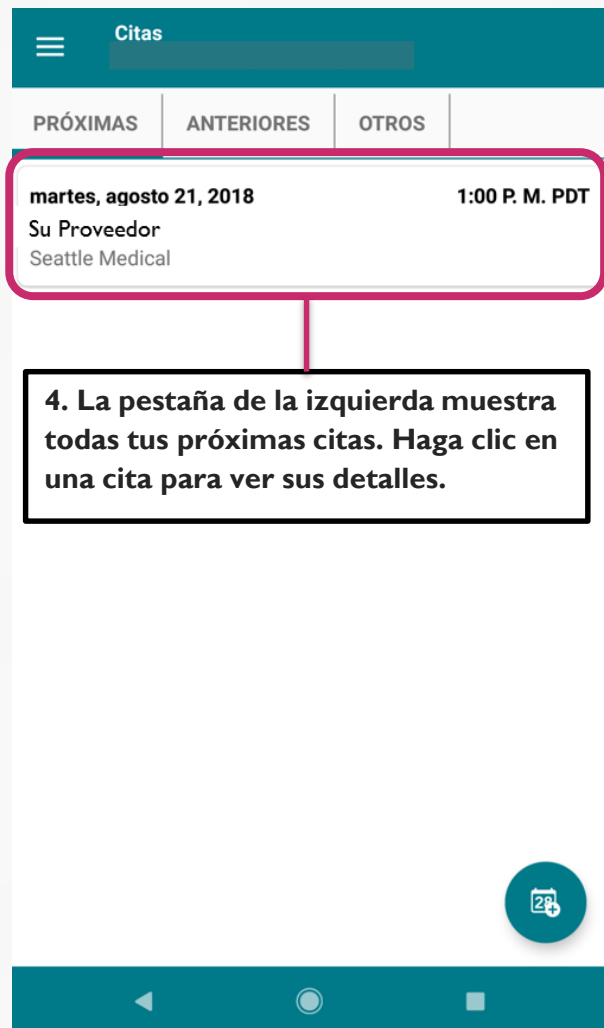 Citas
PRÓXIMAS ANTERIORES OTROS
martes, agosto 21, 2018 1:00 P. M. PDT
Su Proveedor
Seattle Medical
4. La pestaña de la izquierda muestra
todas tus próximas citas. Haga clic en
una cita para ver sus detalles.
28